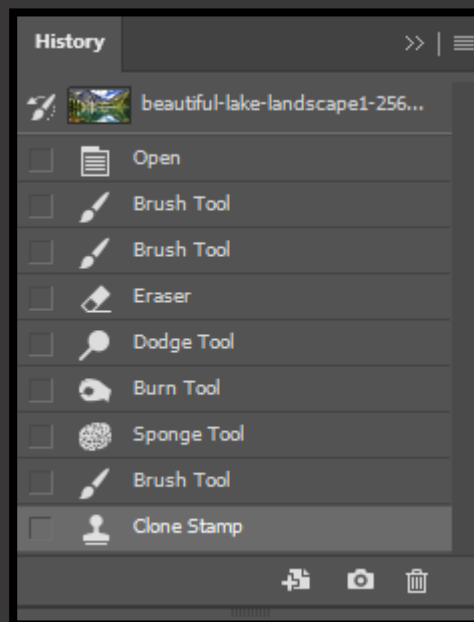 History
beautiful-lake-landscape1-256...
Open
Brush Tool
Brush Tool
Eraser
Dodge Tool
Burn Tool
Sponge Tool
Brush Tool
Clone Stamp